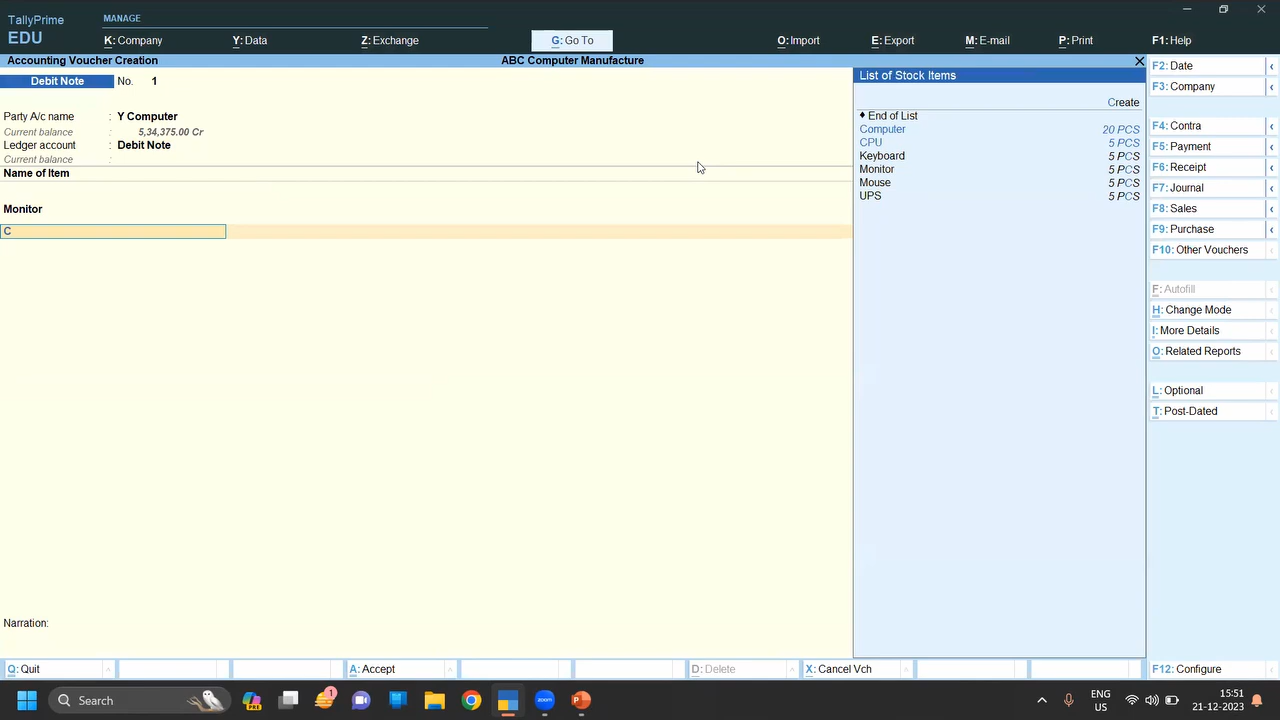 TallyPrime
EDU
MANAGE
K: Company
Y: Data
Z: Exchange
G: Go To
O: Import
E: Export
M: E-mail
P: Print
F1: Help
Accounting Voucher Creation
ABC Computer Manufacture
Debit Note
No.
1
Party A/c name : Y Computer
Current balance : 5,34,375.00 Cr
Ledger account : Debit Note
Current balance :
Name of Item
Monitor
C
Narration:
List of Stock Items
Create
♦ End of List
Computer 20 PCS
CPU 5 PCS
Keyboard 5 PCS
Monitor 5 PCS
Mouse 5 PCS
UPS 5 PCS
F2: Date
F3: Company
F4: Contra
F5: Payment
F6: Receipt
F7: Journal
F8: Sales
F9: Purchase
F10: Other Vouchers
F: Autofill
H: Change Mode
I: More Details
O: Related Reports
L: Optional
T: Post-Dated
Q: Quit
A: Accept
D: Delete
X: Cancel Vch
F12: Configure
Search
PRE
1
zoom
ENG
US
15:51
21-12-2023